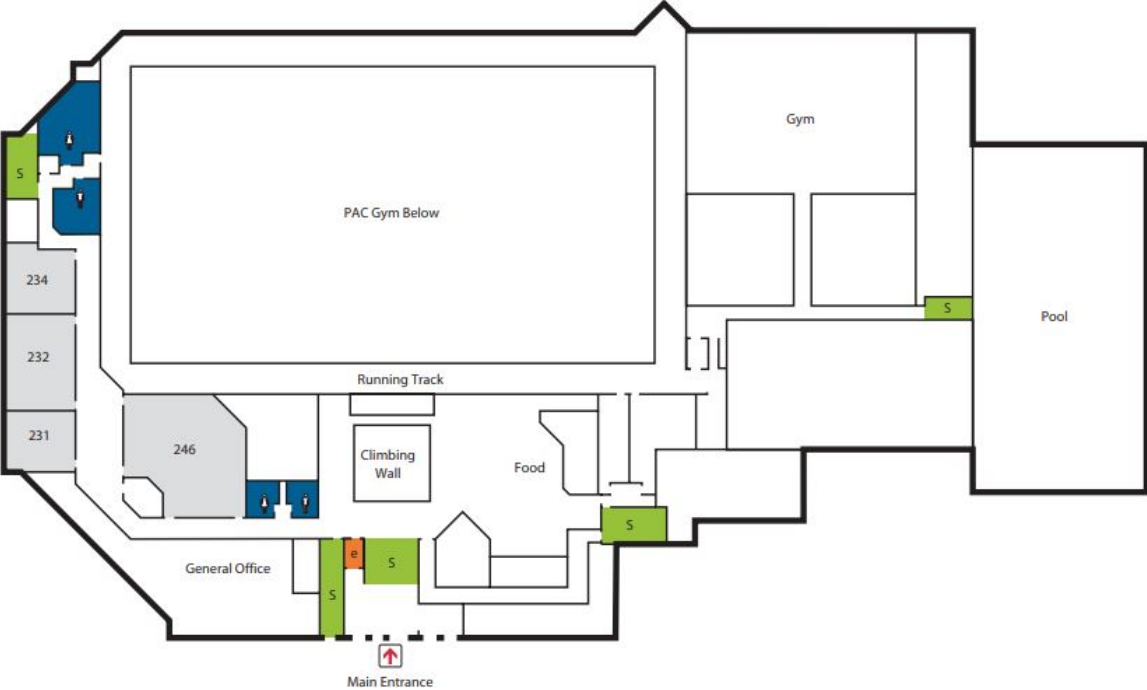 Gym
S
PAC Gym Below
234
S
Pool
232
Running Track
231
246
Climbing
Wall
Food
S
e
S
General Office
S
Main Entrance